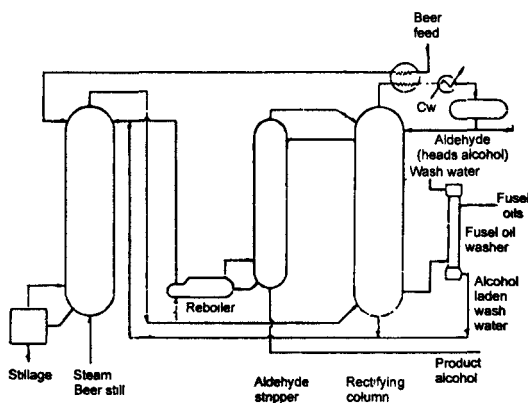 Beer
feed
Cw
Aldehyde
(heads alcohol)
Wash water
Fusel
oils
Fusel oil
washer
Reboiler
Alcohol
laden
wash
water
Product
alcohol
Stillage
Steam
Beer still
Aldehyde
stripper
Rectifying
column